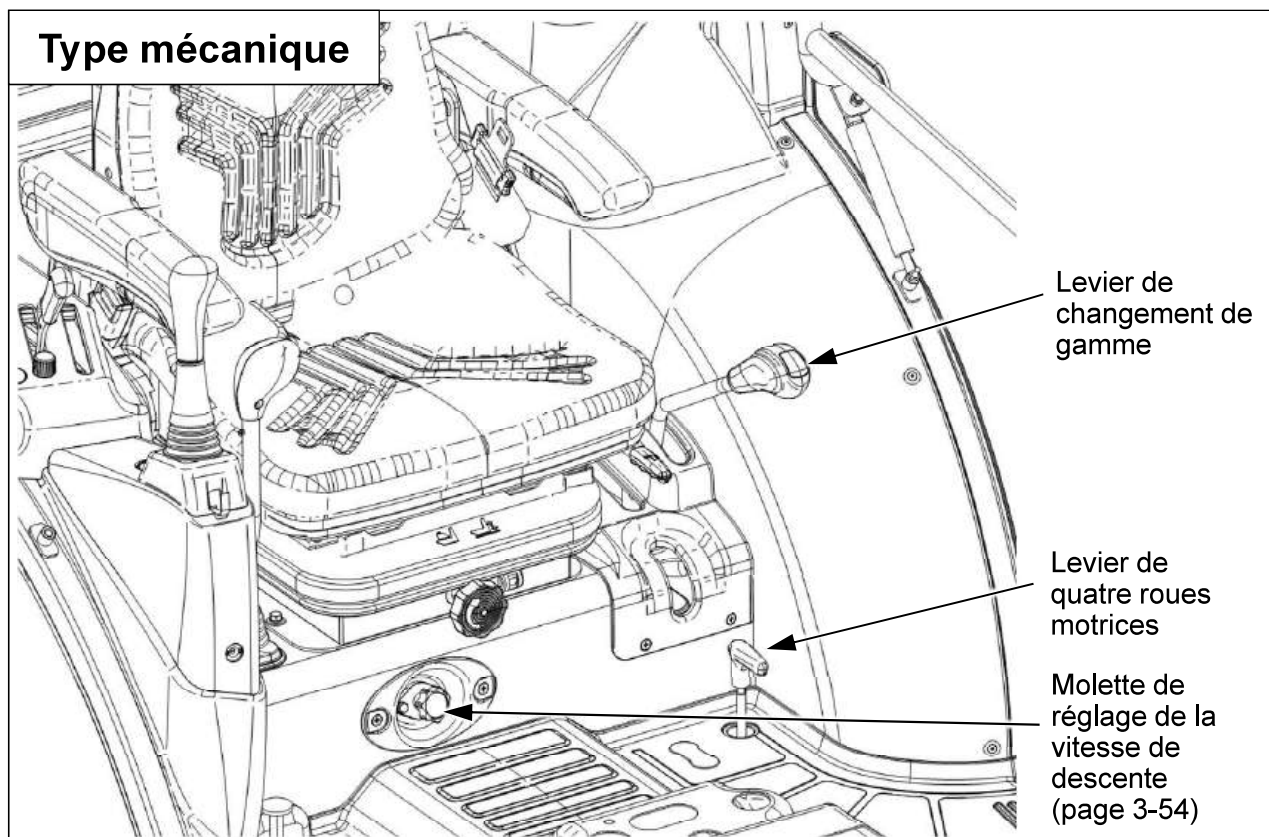 Type mécanique
Levier de
changement de
gamme
Levier de
quatre roues
motrices
Molette de
réglage de la
vitesse de
descente
(page 3-54)